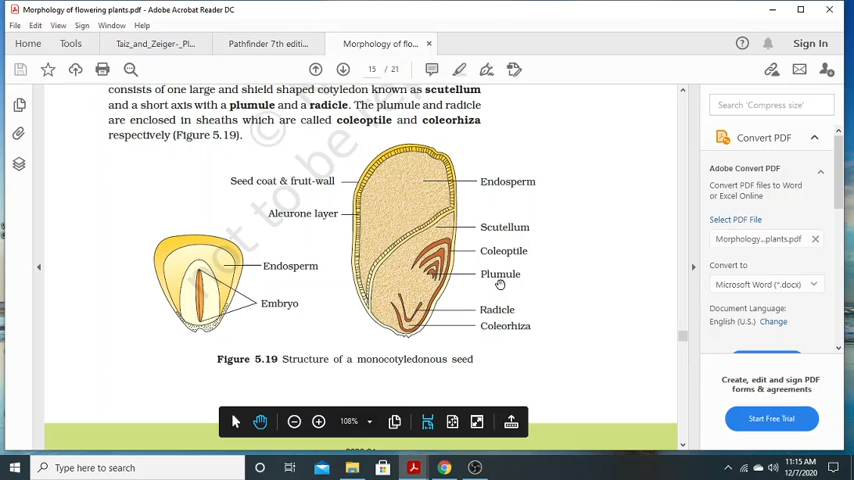 Morphology of flowering plants.pdf - Adobe Acrobat Reader DC
File Edit View Sign Window Help
Home Tools Taiz_and_Zeiger-_Pl... Pathfinder 7th editi... Morphology of flo... × Sign In
15 / 21
consists of one large and shield shaped cotyledon known as scutellum
and a short axis with a plumule and a radicle. The plumule and radicle
are enclosed in sheaths which are called coleoptile and coleorhiza
respectively (Figure 5.19).
© not to be re
Seed coat & fruit-wall
Endosperm
Aleurone layer
Scutellum
Coleoptile
Endosperm
Plumule
Embryo
Radicle
Coleorhiza
Figure 5.19 Structure of a monocotyledonous seed
108%
Search 'Compress size'
Convert PDF
Adobe Convert PDF
Convert PDF files to Word
or Excel Online
Select PDF File
Morphology...plants.pdf
Convert to
Microsoft Word (*.docx)
Document Language:
English (U.S.) Change
Create, edit and sign PDF
forms & agreements
Start Free Trial
Type here to search
11:15 AM
12/7/2020